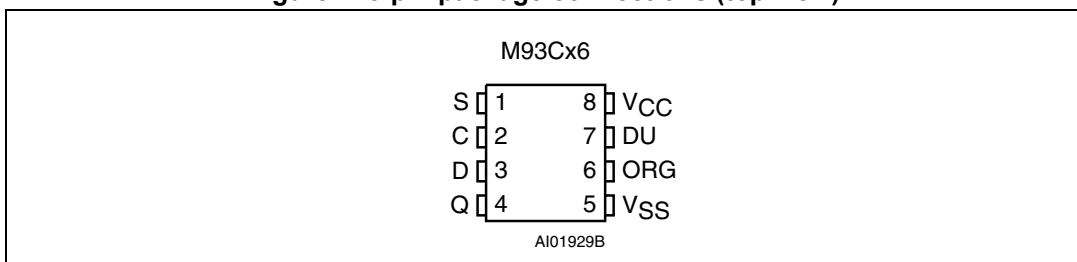 M93Cx6
S 1 8 VCC
C 2 7 DU
D 3 6 ORG
Q 4 5 VSS
AI01929B